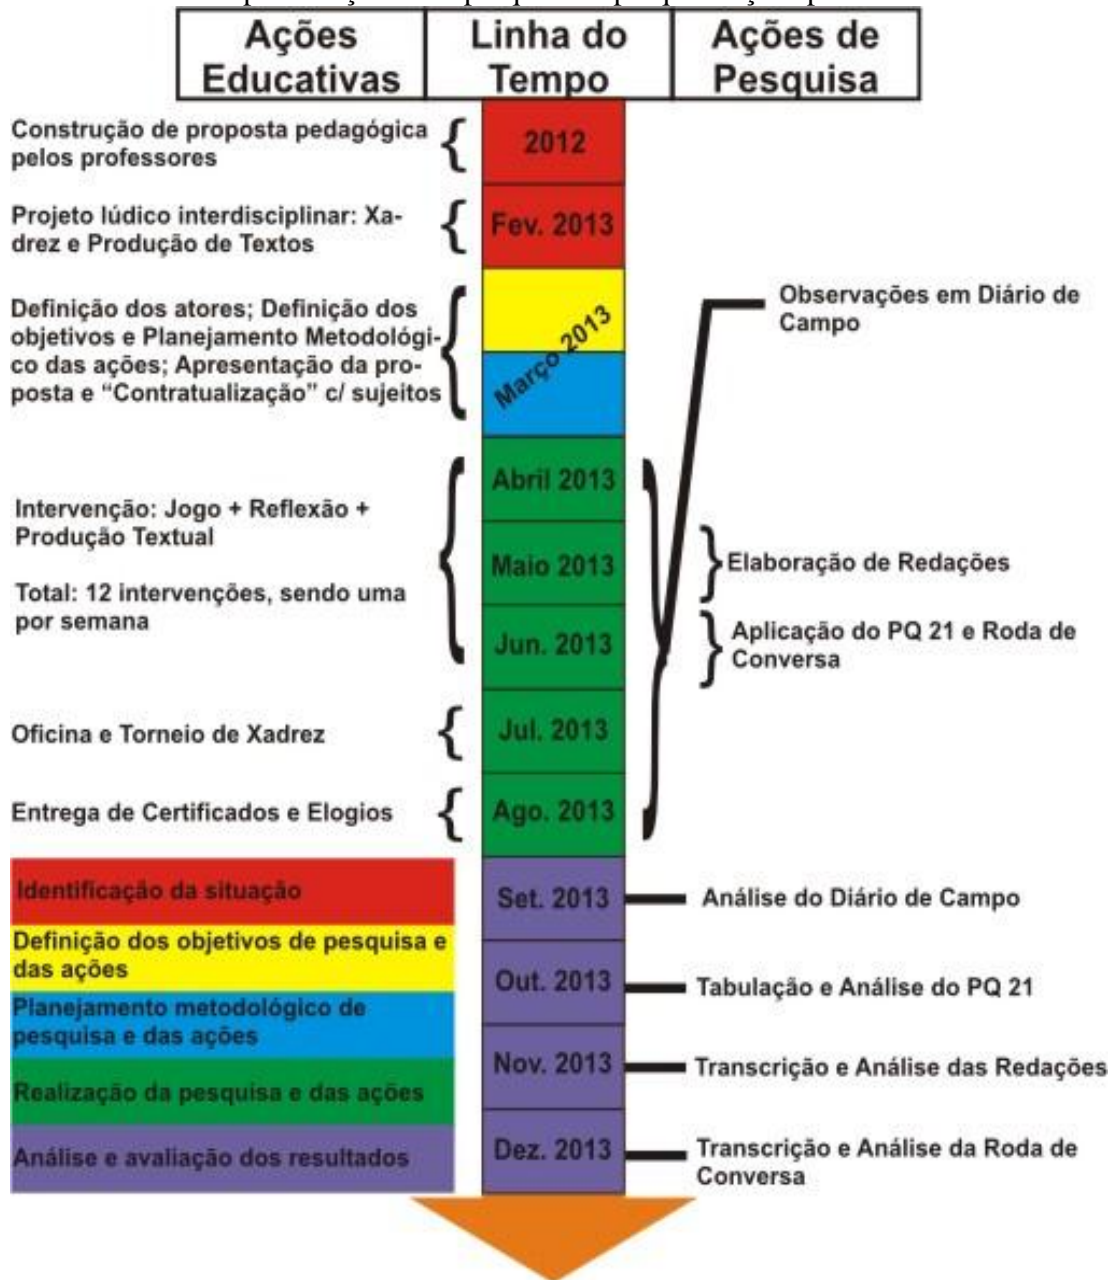 Ações Educativas
Linha do Tempo
Ações de Pesquisa
Construção de proposta pedagógica
pelos professores
2012
Projeto lúdico interdisciplinar: Xa-
drez e Produção de Textos
Fev. 2013
Definição dos atores; Definição dos
objetivos e Planejamento Metodológi-
co das ações; Apresentação da pro-
posta e “Contratualização” c/ sujeitos
Março 2013
Observações em Diário de
Campo
Intervenção: Jogo + Reflexão +
Produção Textual
Total: 12 intervenções, sendo uma
por semana
Abril 2013
Maio 2013
Elaboração de Redações
Jun. 2013
Aplicação do PQ 21 e Roda de
Conversa
Oficina e Torneio de Xadrez
Jul. 2013
Entrega de Certificados e Elogios
Ago. 2013
Identificação da situação
Definição dos objetivos de pesquisa e
das ações
Planejamento metodológico de
pesquisa e das ações
Realização da pesquisa e das ações
Análise e avaliação dos resultados
Set. 2013
Análise do Diário de Campo
Out. 2013
Tabulação e Análise do PQ 21
Nov. 2013
Transcrição e Análise das Redações
Dez. 2013
Transcrição e Análise da Roda de
Conversa